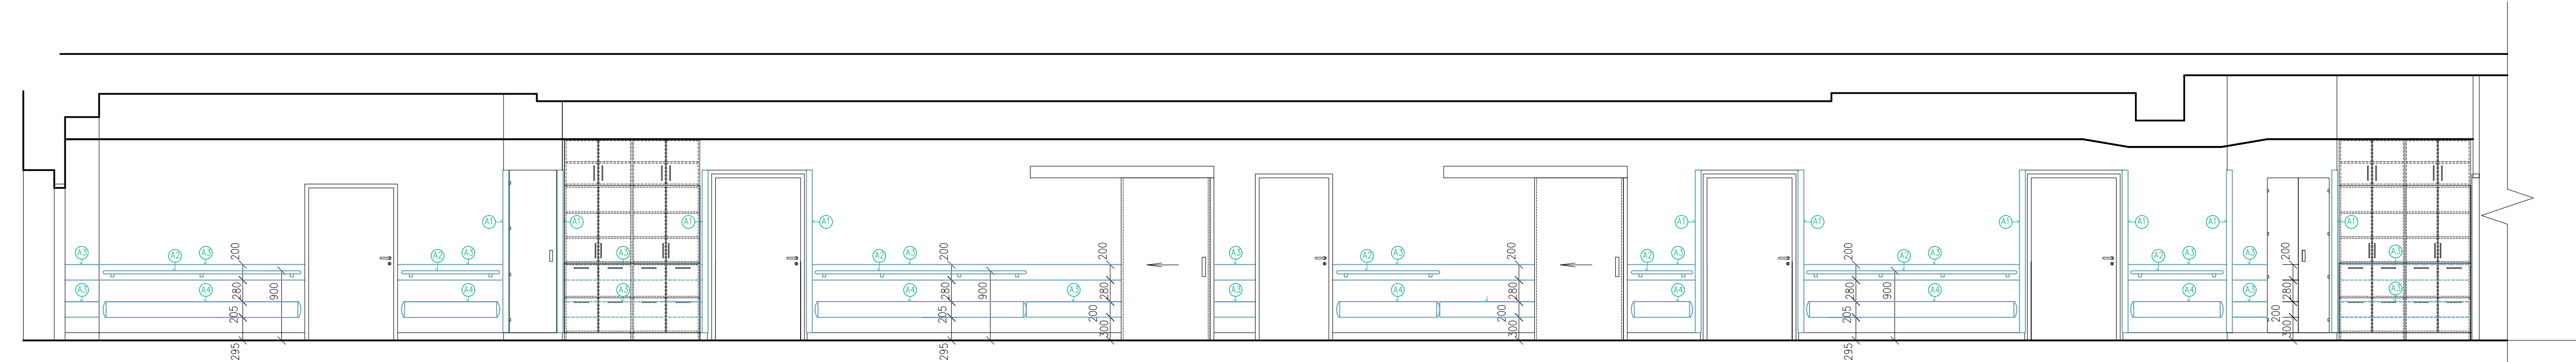 A1 A1 A1 A1 A1 A1 A1 A1 A1 A1
A3 A2 A3 200 A2 A3 A3 A2 A3 200 200 A3 A2 A3 200 A2 A3 200 A2 A3 A2 A3 A3 200 A3
A3 A4 280 900 A4 A3 A4 280 900 A3 280 A3 A4 280 A4 280 900 A4 A4 A3 280 A3
205 205 200 200 205 200
295 295 300 300 295 300